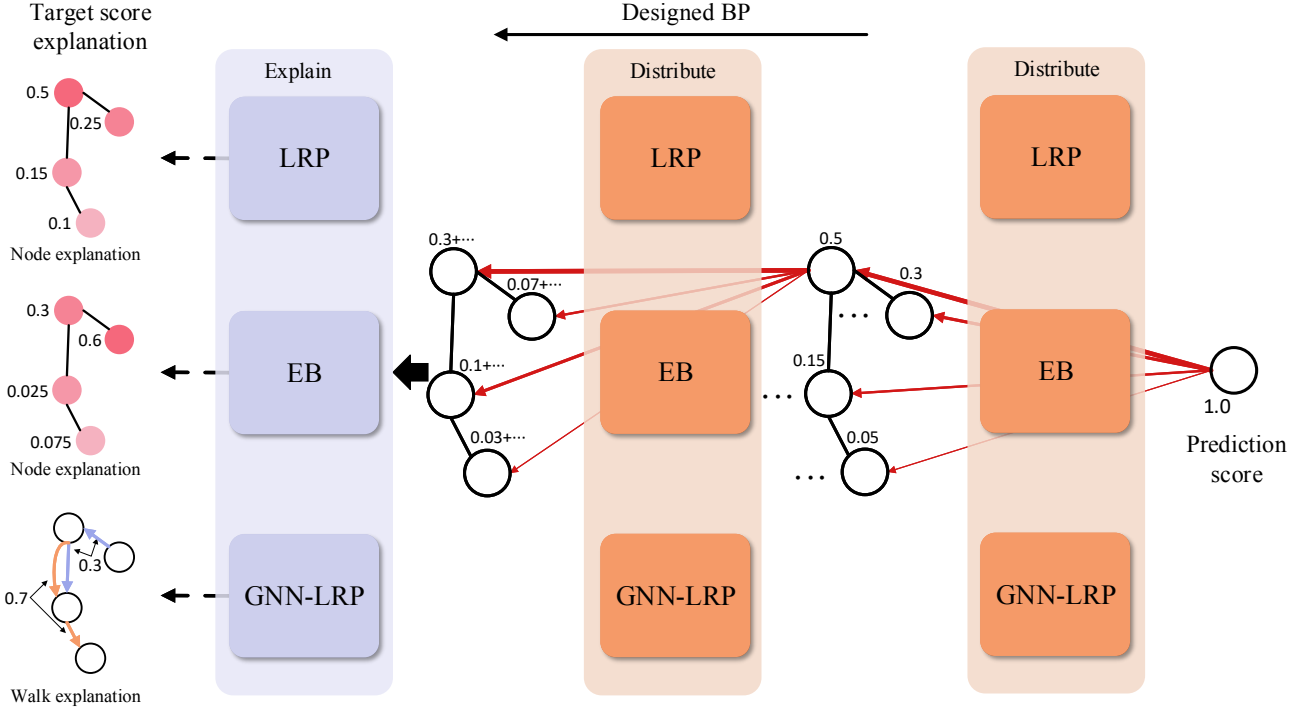 Target score
explanation
Designed BP
Explain
Distribute
Distribute
0.5
0.25
0.15
0.1
Node explanation
LRP
LRP
LRP
0.3+⋯
0.07+⋯
0.1+⋯
0.03+⋯
0.5
0.3
...
0.15
...
0.05
...
0.3
0.6
0.025
0.075
Node explanation
EB
EB
EB
1.0
Prediction
score
0.3
0.7
Walk explanation
GNN-LRP
GNN-LRP
GNN-LRP